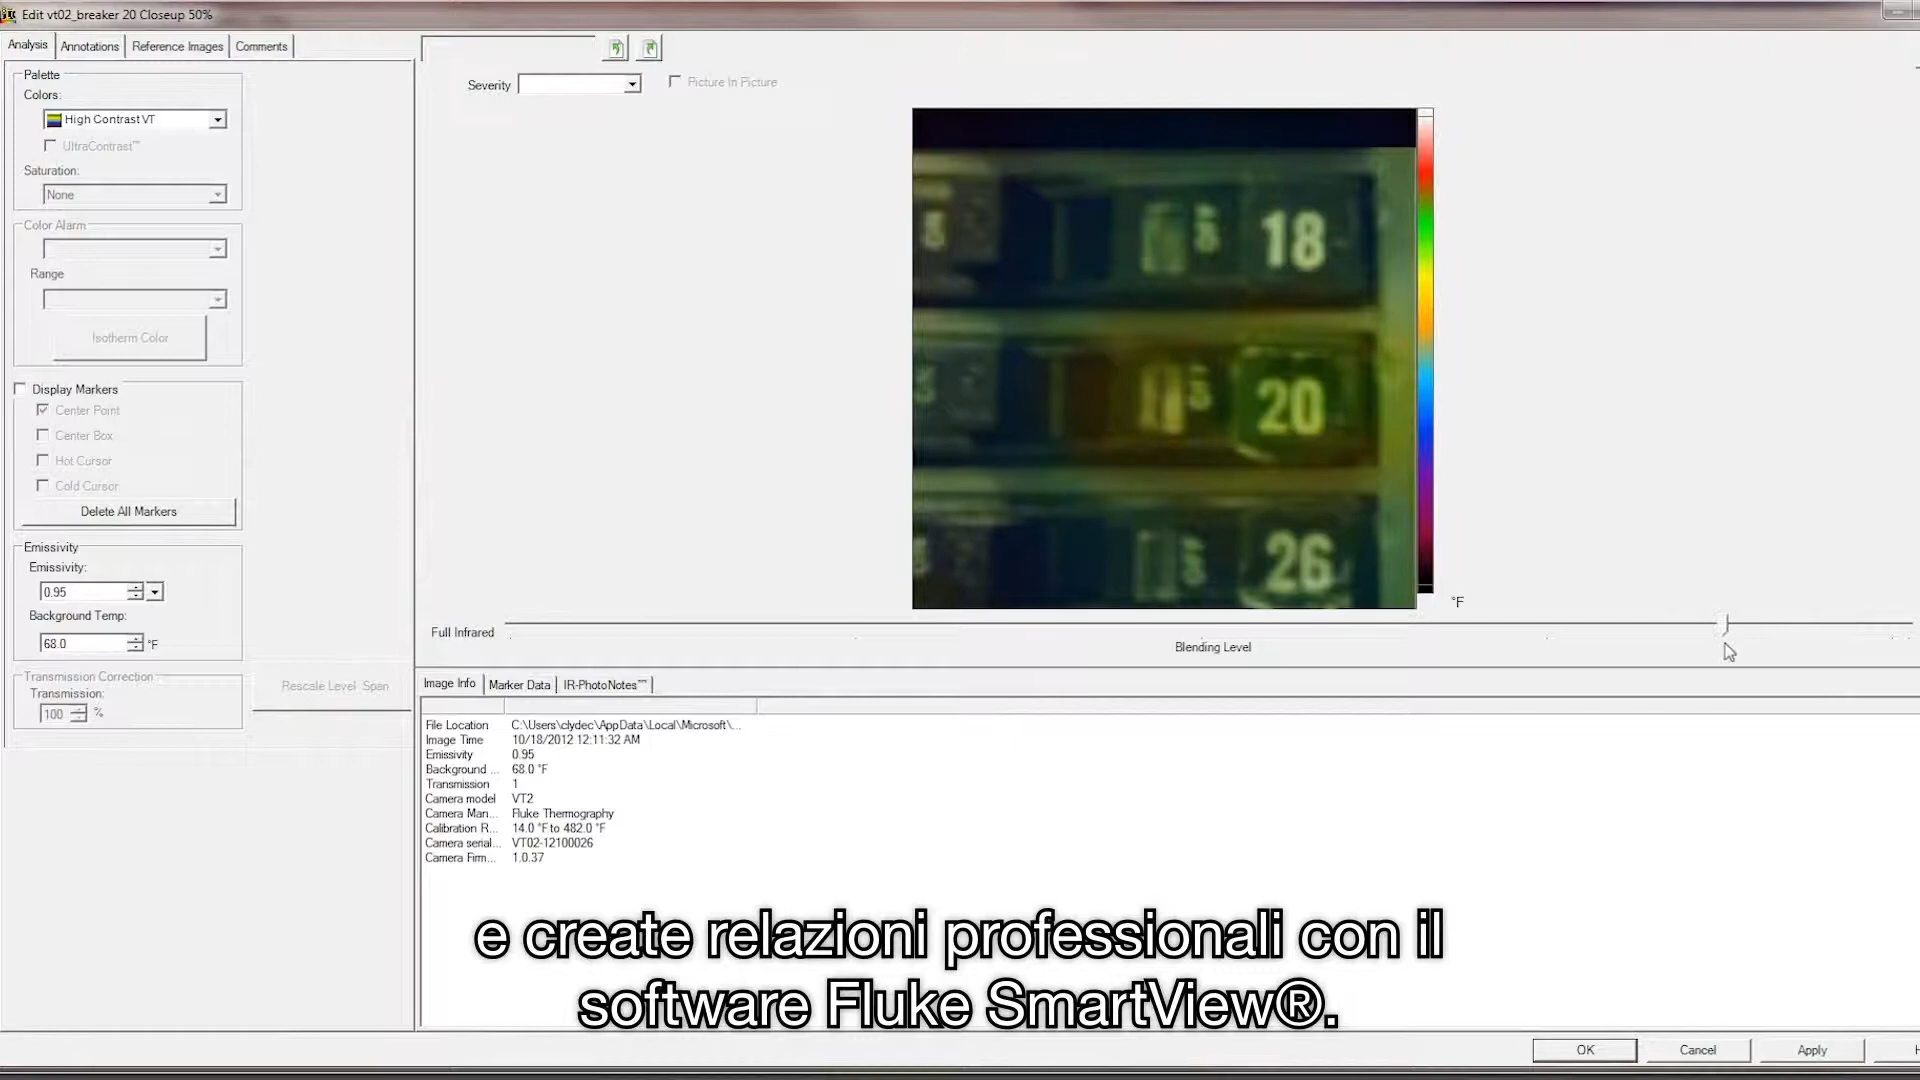 Edit vt02_breaker 20 Closeup 50%
Analysis
Annotations
Reference Images
Comments
Palette
Colors:
High Contrast VT
UltraContrast™
Saturation:
None
Color Alarm
Range
Isotherm Color
Display Markers
Center Point
Center Box
Hot Cursor
Cold Cursor
Delete All Markers
Emissivity
Emissivity:
0.95
Background Temp:
68.0 °F
Transmission Correction
Transmission:
100 %
Rescale Level Span
Severity
Picture In Picture
18
20
26
°F
Full Infrared
Blending Level
Image Info
Marker Data
IR-PhotoNotes™
File Location C:\Users\clydec\AppData\Local\Microsoft\...
Image Time 10/18/2012 12:11:32 AM
Emissivity 0.95
Background ... 68.0 °F
Transmission 1
Camera model VT2
Camera Man... Fluke Thermography
Calibration R... 14.0 °F to 482.0 °F
Camera serial... VT02-12100026
Camera Firm... 1.0.37
e create relazioni professionali con il
software Fluke SmartView®.
OK
Cancel
Apply